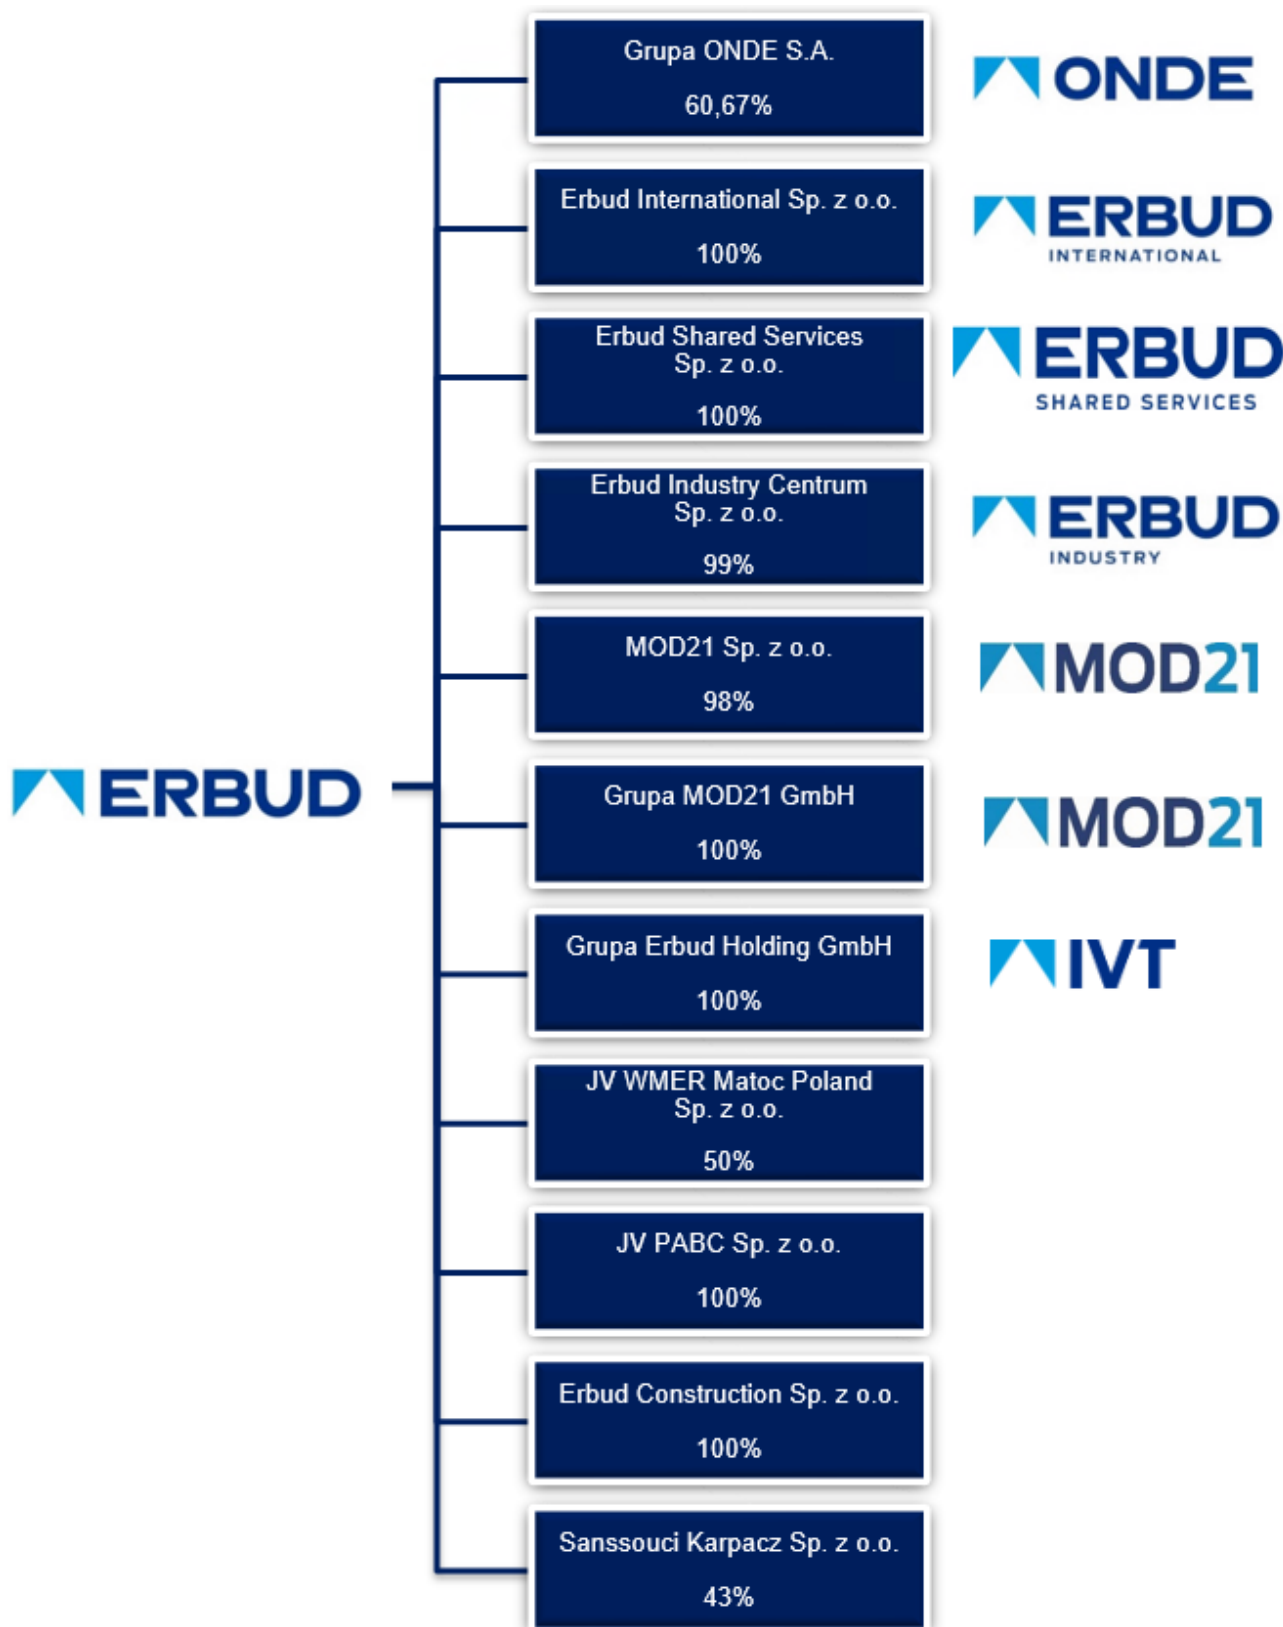 Grupa ONDE S.A.
60,67%
ONDE
Erbud International Sp. z o.o.
100%
ERBUD
INTERNATIONAL
Erbud Shared Services
Sp. z o.o.
100%
ERBUD
SHARED SERVICES
Erbud Industry Centrum
Sp. z o.o.
99%
ERBUD
INDUSTRY
MOD21 Sp. z o.o.
98%
MOD21
ERBUD
Grupa MOD21 GmbH
100%
MOD21
Grupa Erbud Holding GmbH
100%
IVT
JV WMER Matoc Poland
Sp. z o.o.
50%
JV PABC Sp. z o.o.
100%
Erbud Construction Sp. z o.o.
100%
Sanssouci Karpacz Sp. z o.o.
43%